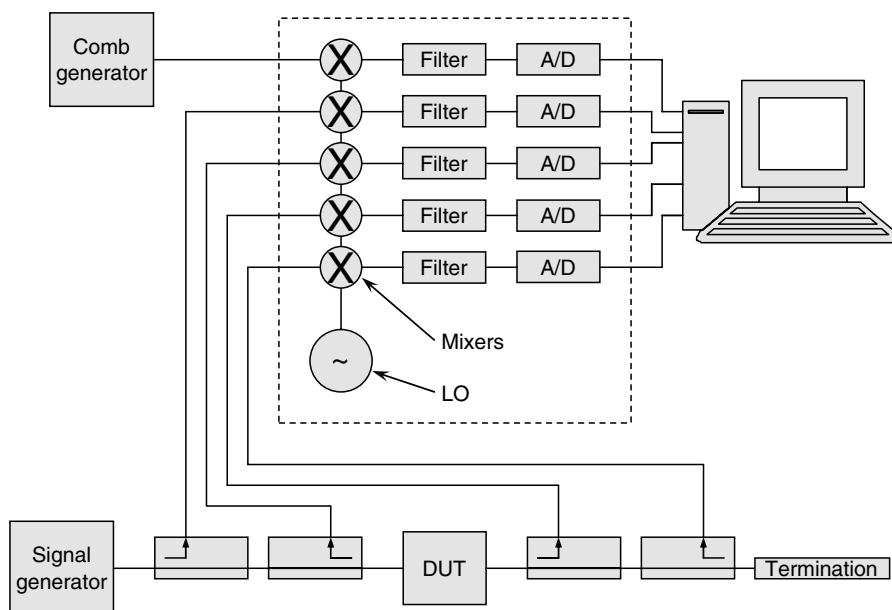 Comb
generator
X Filter A/D
X Filter A/D
X Filter A/D
X Filter A/D
X Filter A/D
Mixers
~
LO
Signal
generator
DUT
Termination